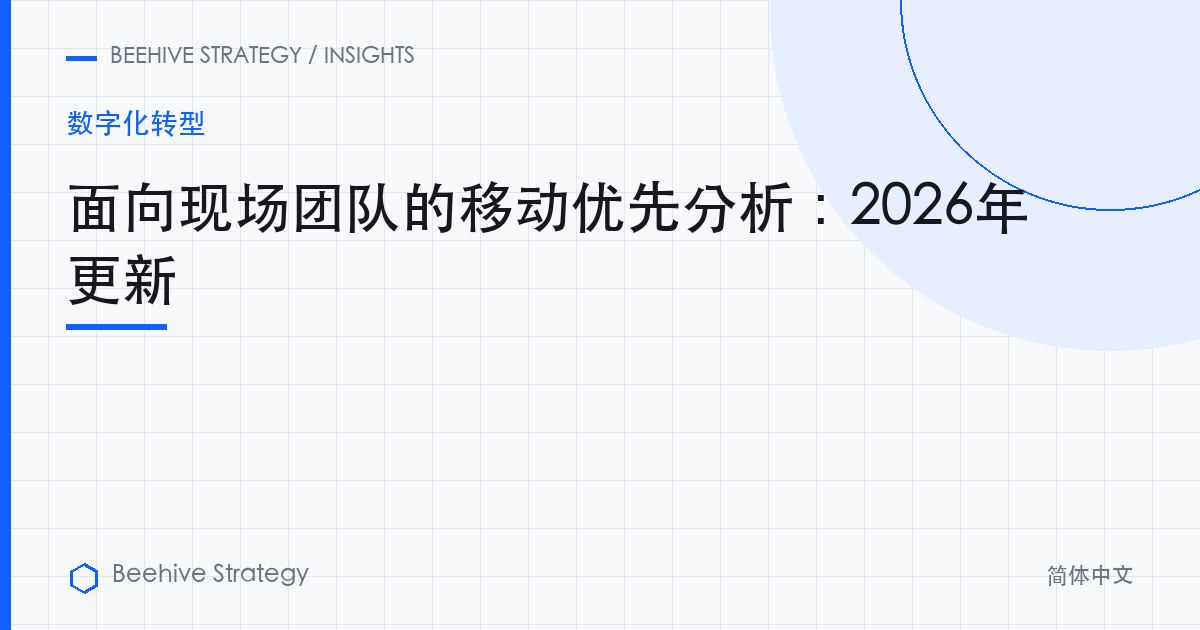 BEEHIVE STRATEGY / INSIGHTS
数字化转型
面向现场团队的移动优先分析：2026年
更新
Beehive Strategy
简体中文